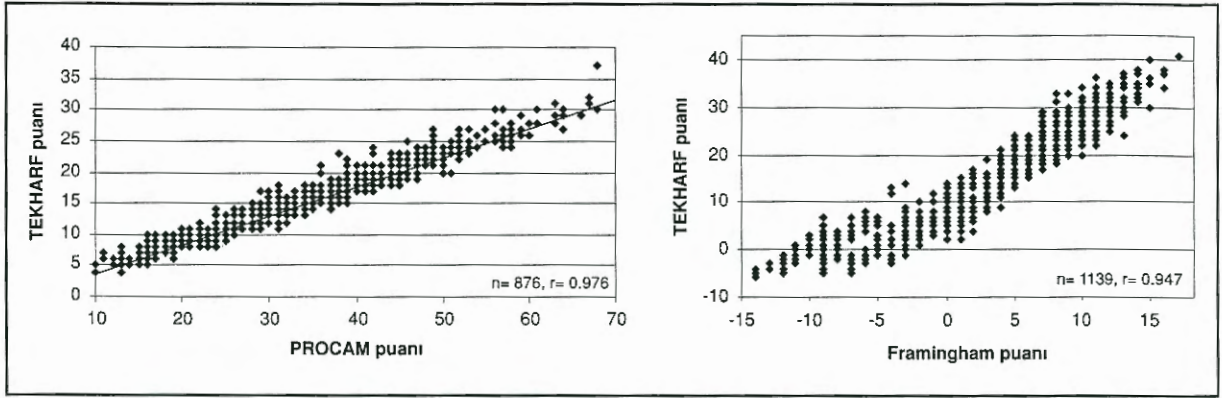 40
35
30
25
20
15
10
5
0
TEKHARF puanı
n= 876, r= 0.976
10 20 30 40 50 60 70
PROCAM puanı
40
30
20
10
0
-10
TEKHARF puanı
n= 1139, r= 0.947
-15 -10 -5 0 5 10 15
Framingham puanı